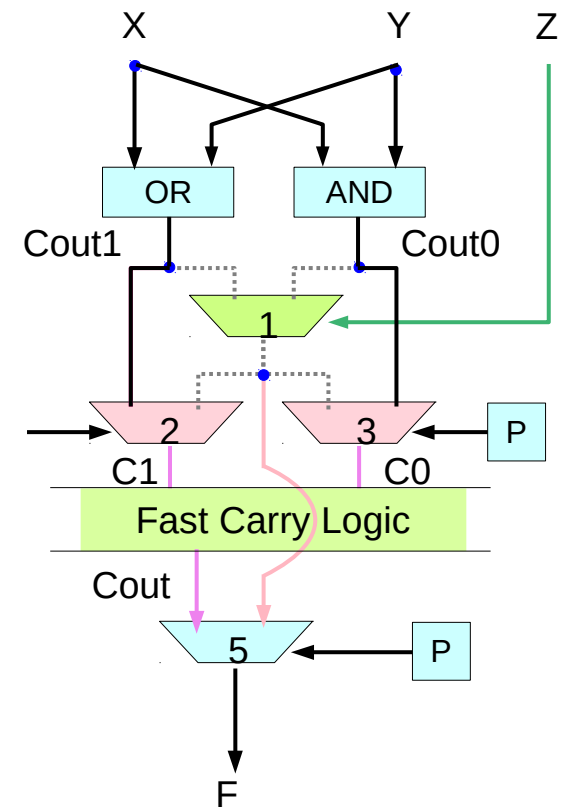 X Y Z
OR AND
Cout1 Cout0
1
2 3 P
C1 C0
Fast Carry Logic
Cout
5 P
F